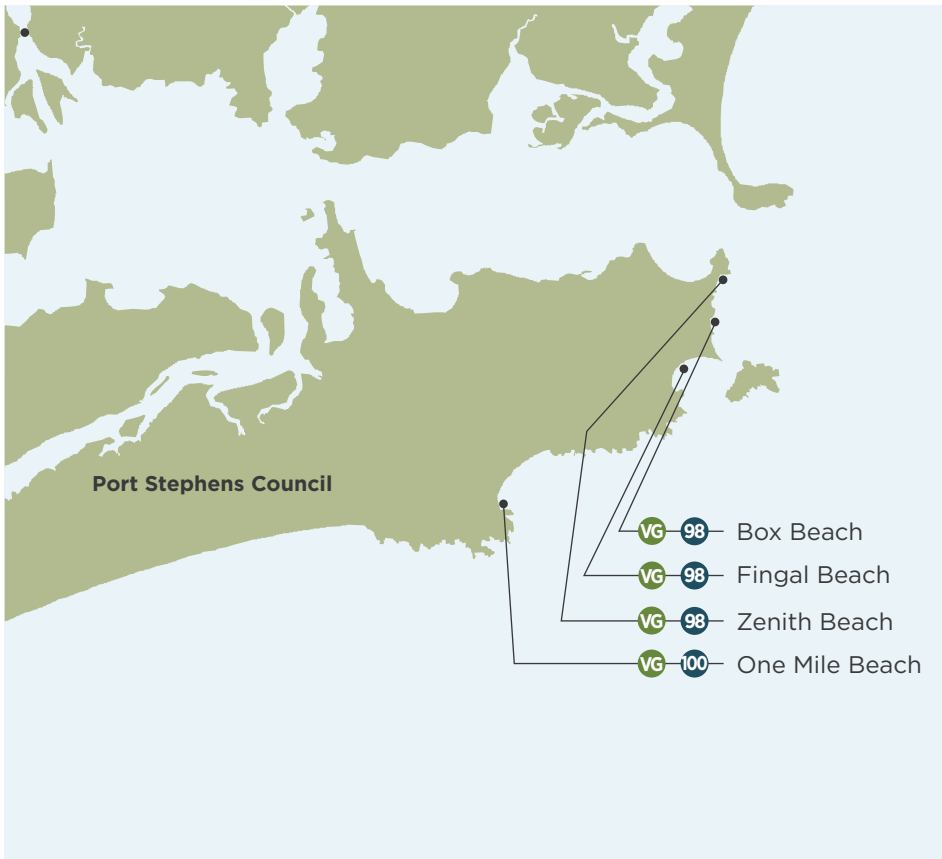 Port Stephens Council
VG 98 Box Beach
VG 98 Fingal Beach
VG 98 Zenith Beach
VG 100 One Mile Beach